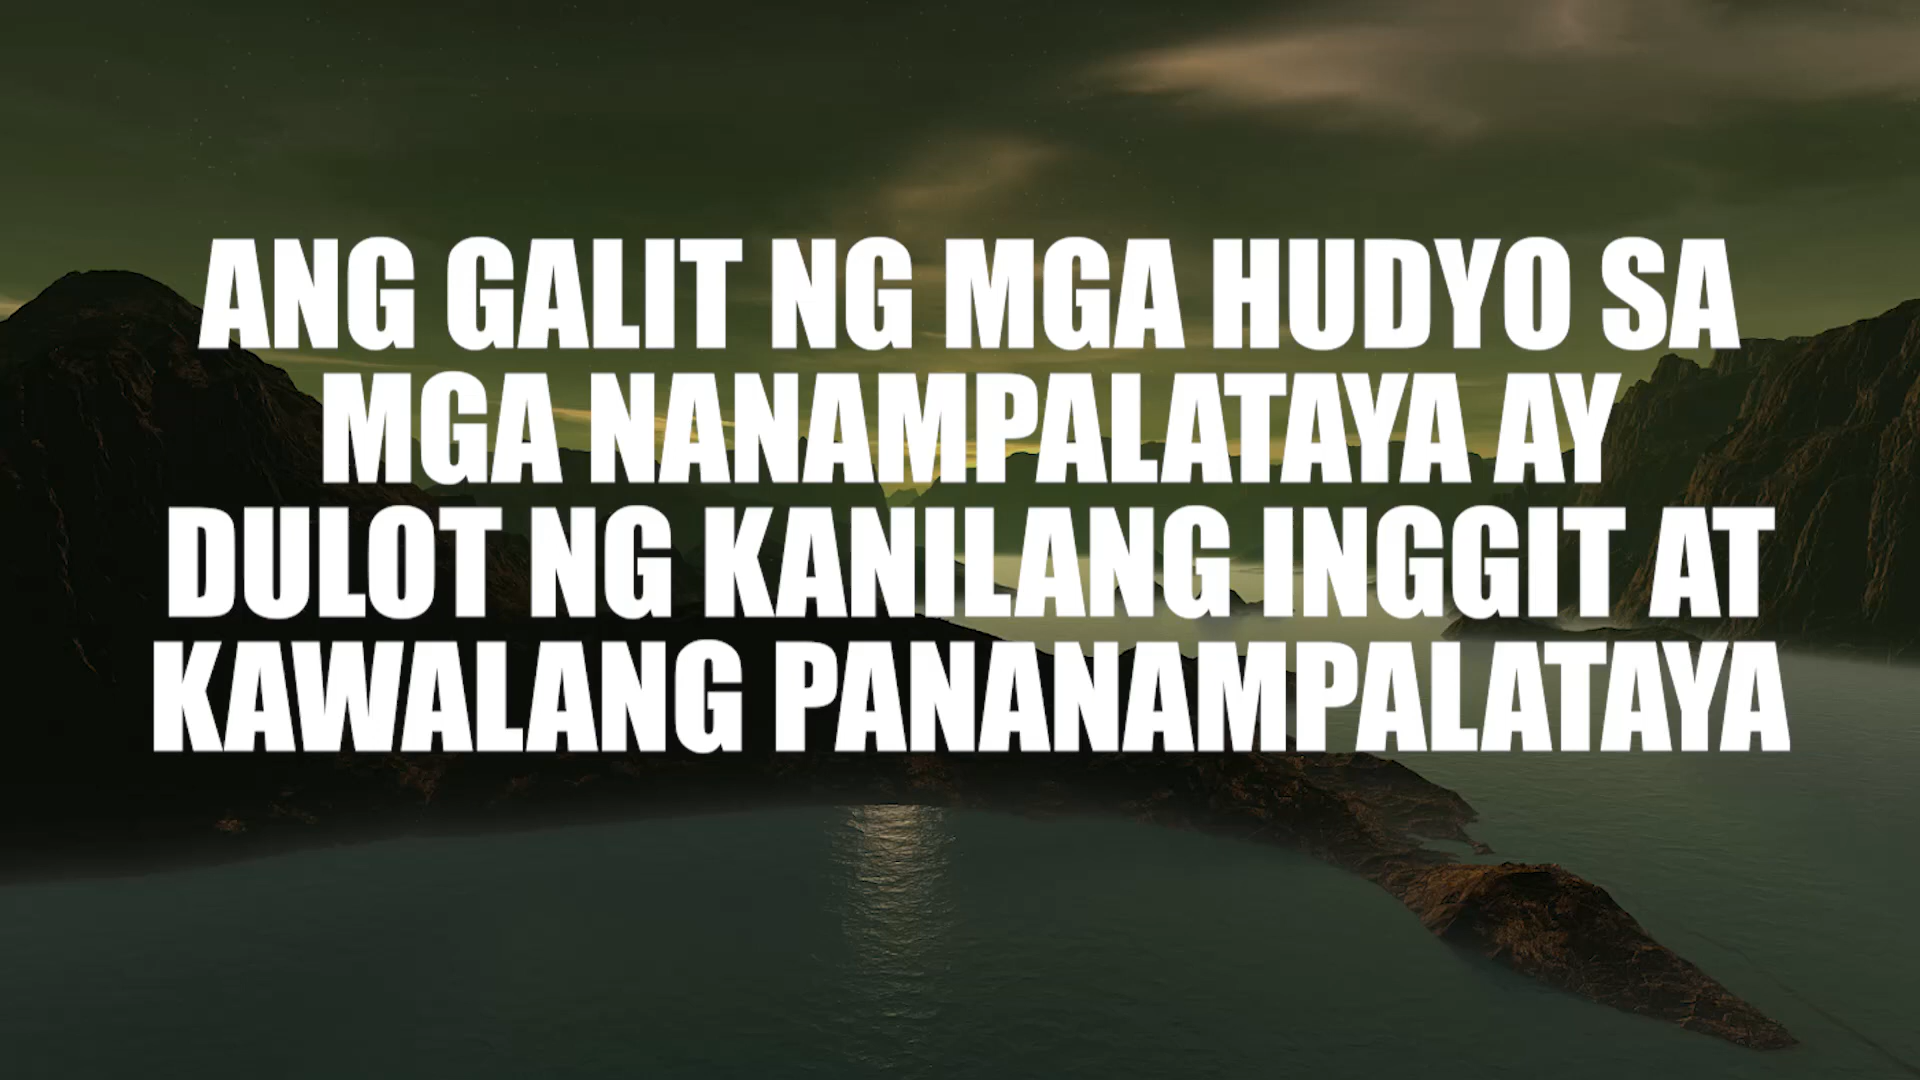 ANG GALIT NG MGA HUDYO SA
MGA NANAMPALATAYA AY
DULOT NG KANILANG INGGIT AT
KAWALANG PANANAMPALATAYA